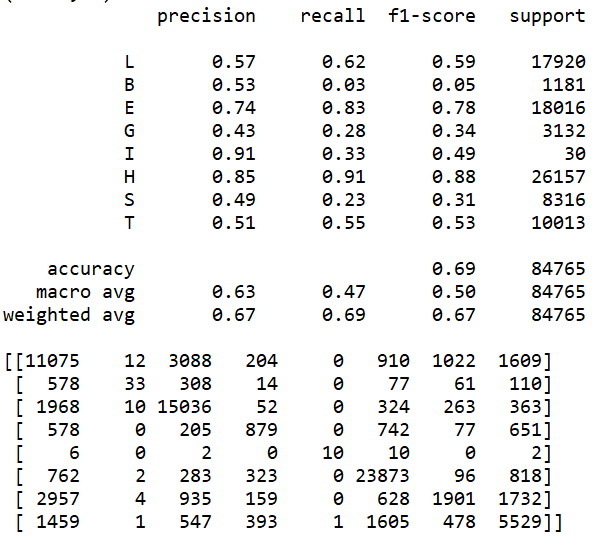 precision recall f1-score support
L 0.57 0.62 0.59 17920
B 0.53 0.03 0.05 1181
E 0.74 0.83 0.78 18016
G 0.43 0.28 0.34 3132
I 0.91 0.33 0.49 30
H 0.85 0.91 0.88 26157
S 0.49 0.23 0.31 8316
T 0.51 0.55 0.53 10013
accuracy 0.69 84765
macro avg 0.63 0.47 0.50 84765
weighted avg 0.67 0.69 0.67 84765
[[11075 12 3088 204 0 910 1022 1609]
[ 578 33 308 14 0 77 61 110]
[ 1968 10 15036 52 0 324 263 363]
[ 578 0 205 879 0 742 77 651]
[ 6 0 2 0 10 10 0 2]
[ 762 2 283 323 0 23873 96 818]
[ 2957 4 935 159 0 628 1901 1732]
[ 1459 1 547 393 1 1605 478 5529]]